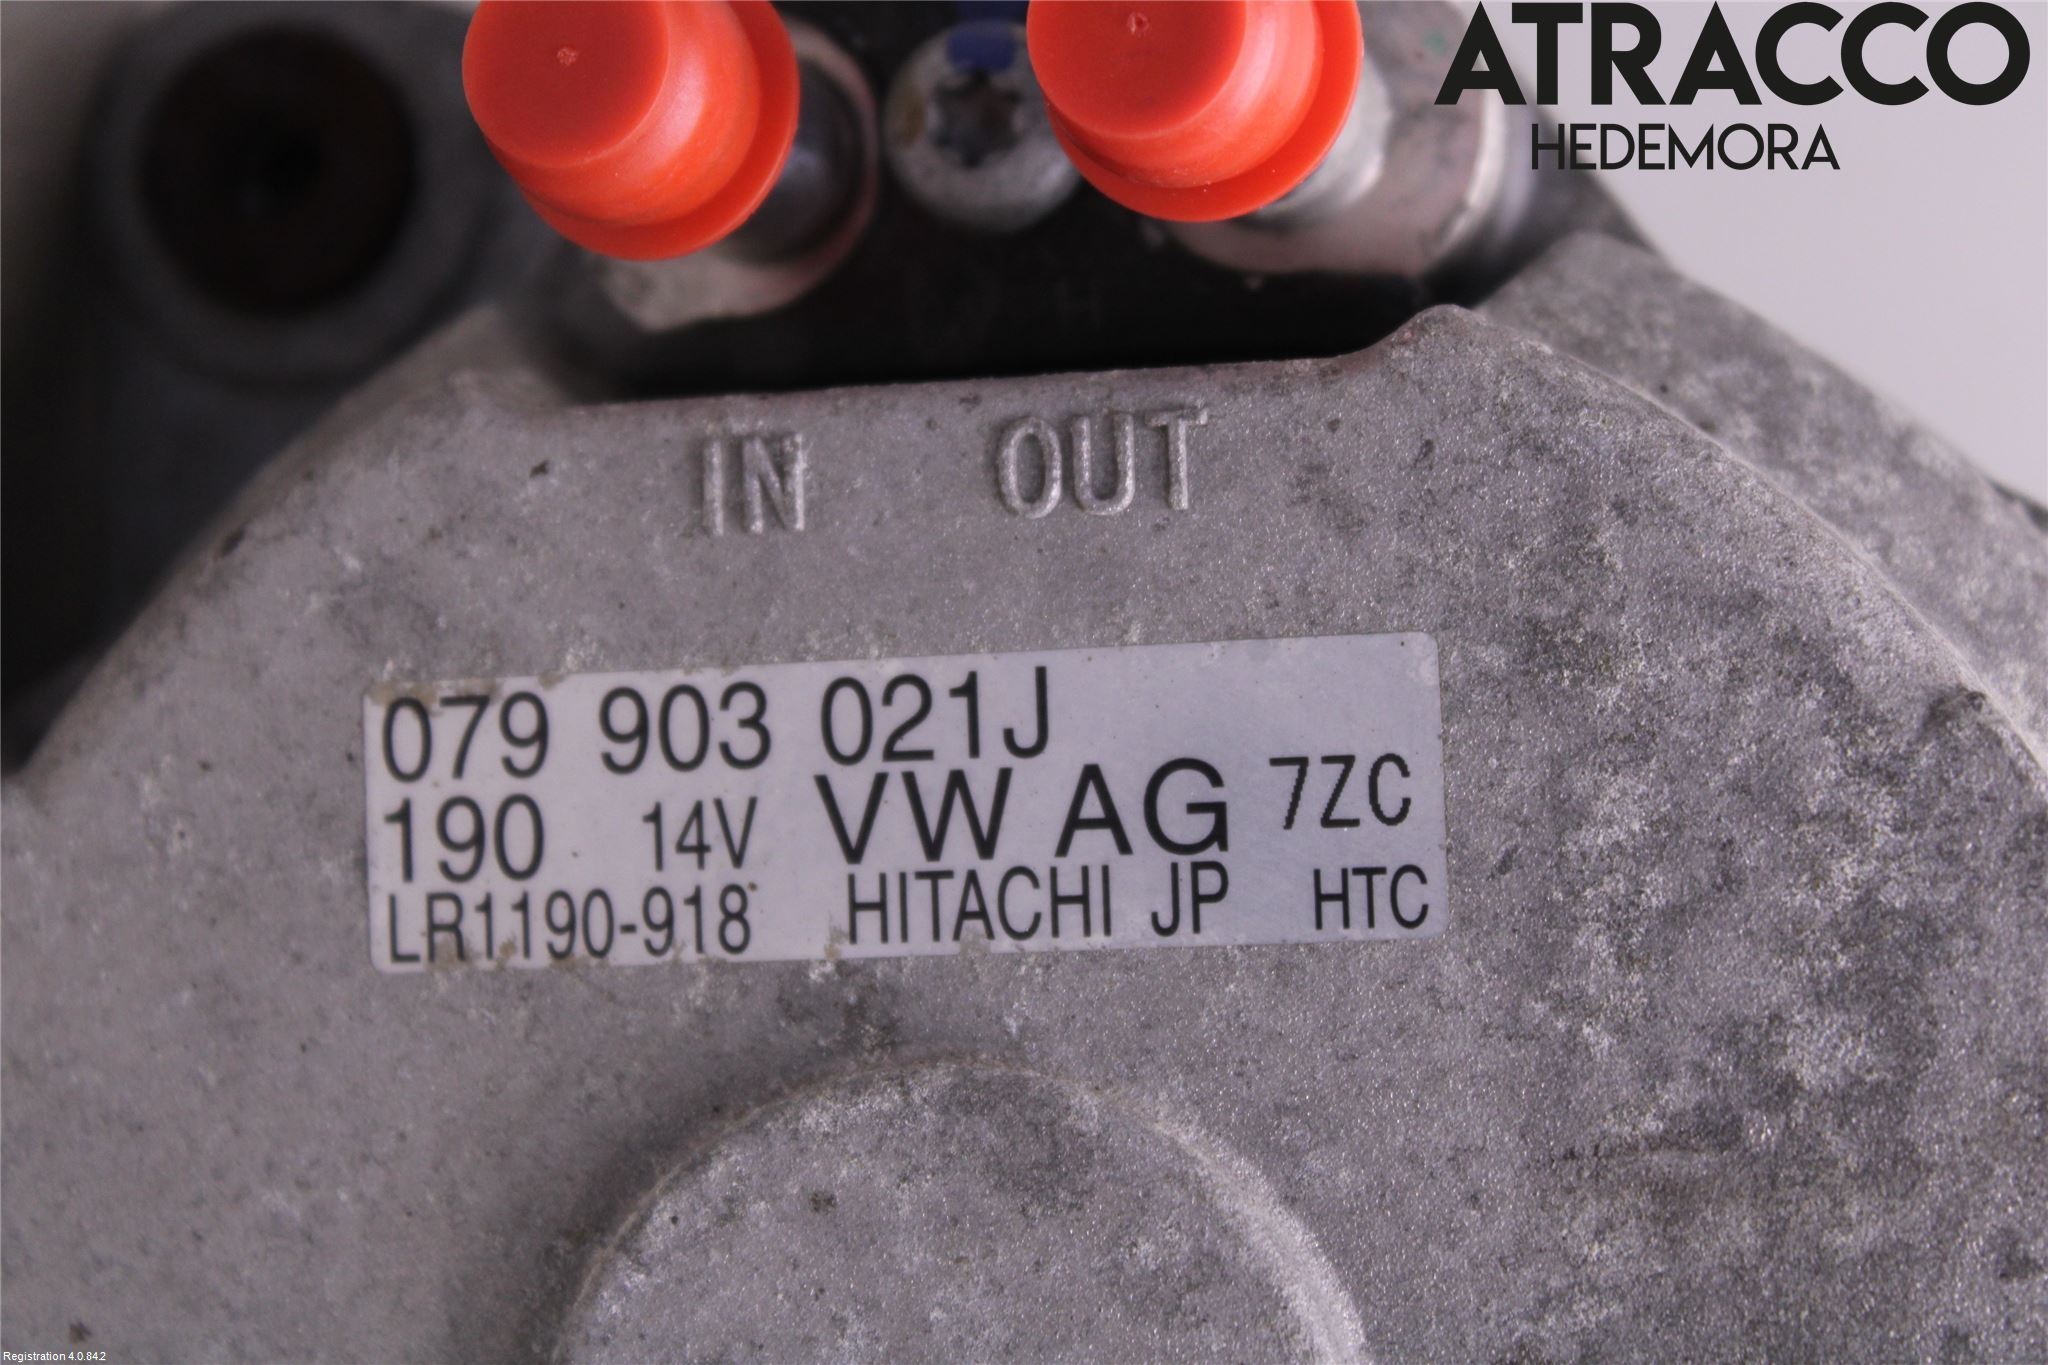 ATRACCO
HEDEMORA
IN OUT
079 903 021J
190 14V VW AG 7ZC
LR1190-918 HITACHI JP HTC
Registration 4.0.84.2